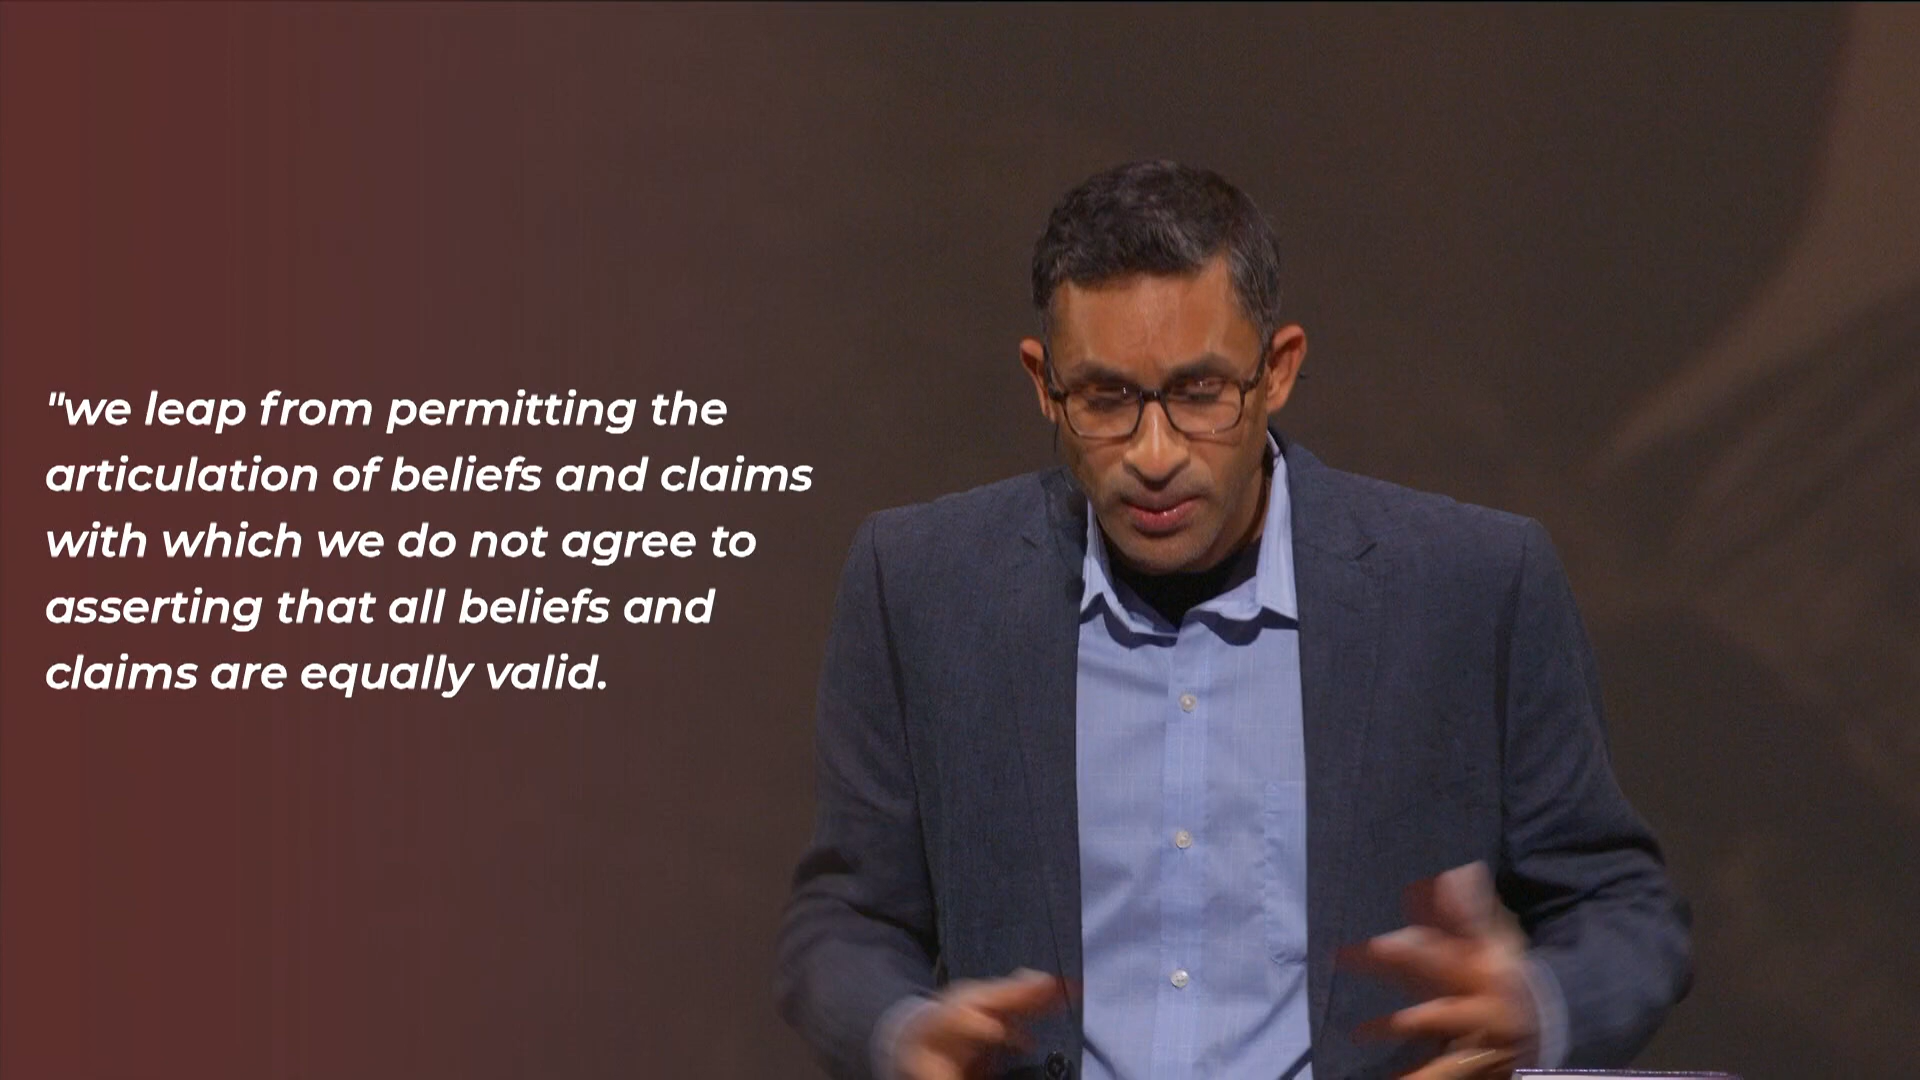 "we leap from permitting the
articulation of beliefs and claims
with which we do not agree to
asserting that all beliefs and
claims are equally valid.